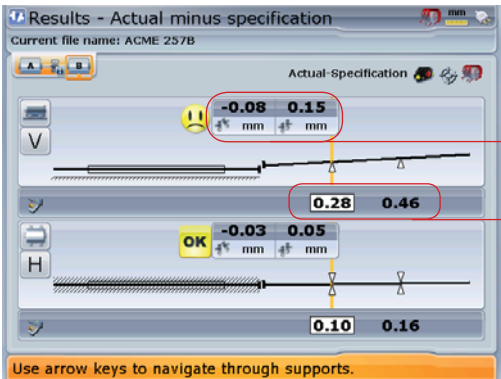 Results - Actual minus specification mm
Current file name: ACME 257B
A B Actual-Specification
-0.08 0.15
mm mm
V
0.28 0.46
OK -0.03 0.05
mm mm
H
0.10 0.16
Use arrow keys to navigate through supports.